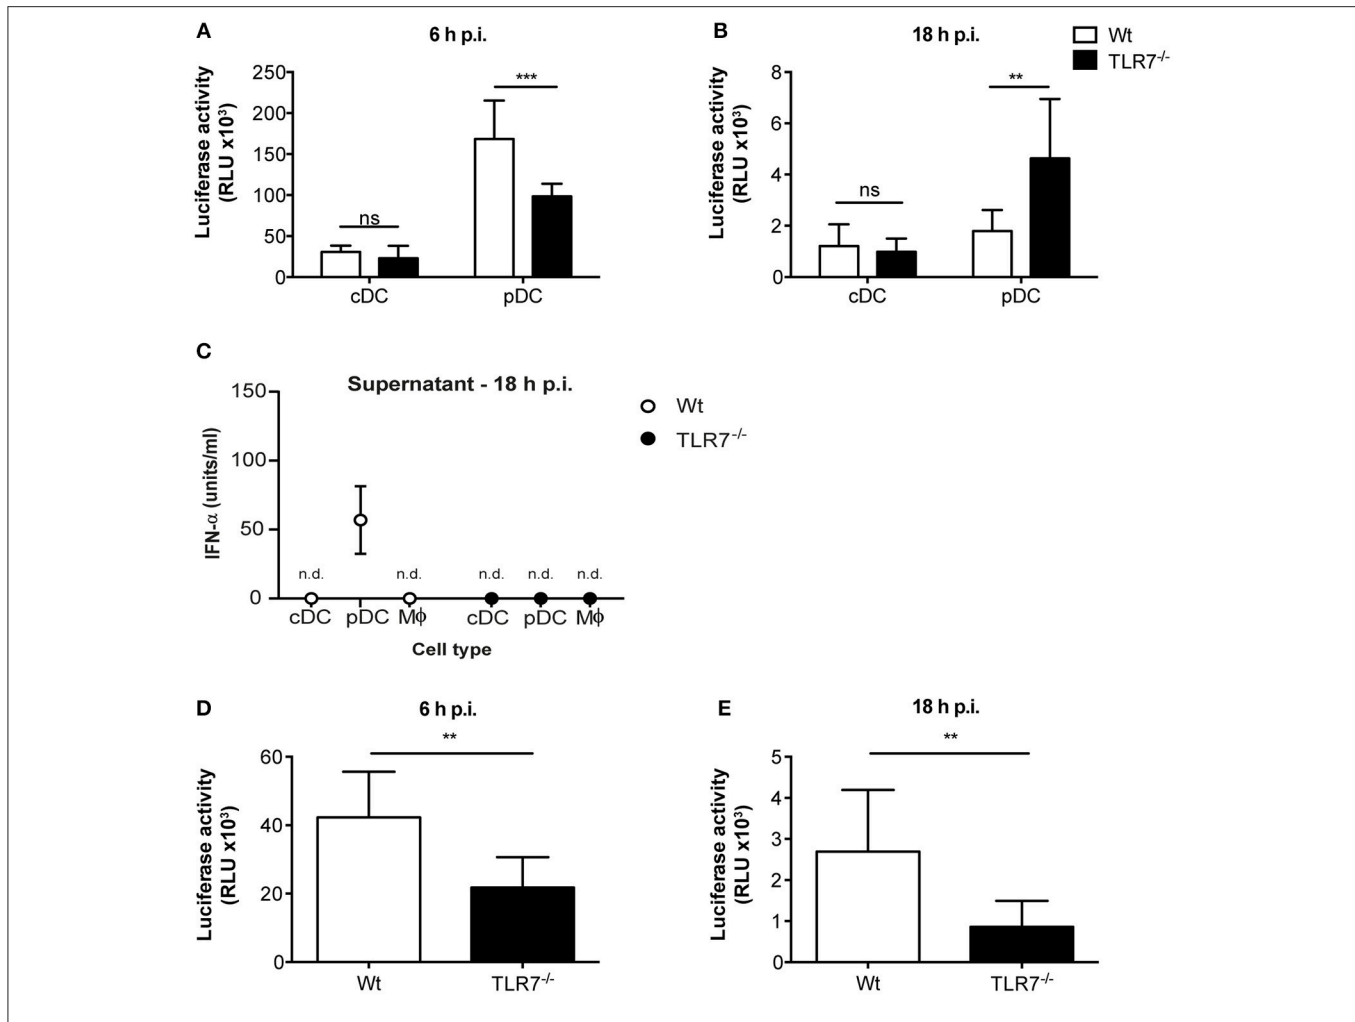 A
6 h p.i.
Luciferase activity
(RLU x10³)
250
200
150
100
50
0
ns
***
cDC
pDC
B
18 h p.i.
Wt
TLR7-/-
Luciferase activity
(RLU x10³)
8
6
4
2
0
ns
**
cDC
pDC
C
Supernatant - 18 h p.i.
IFN-α (units/ml)
150
100
50
0
n.d. n.d. n.d. n.d. n.d.
cDC pDC Mϕ cDC pDC Mϕ
Cell type
Wt
TLR7-/-
D
6 h p.i.
**
Luciferase activity
(RLU x10³)
60
40
20
0
Wt
TLR7-/-
E
18 h p.i.
**
Luciferase activity
(RLU x10³)
5
4
3
2
1
0
Wt
TLR7-/-